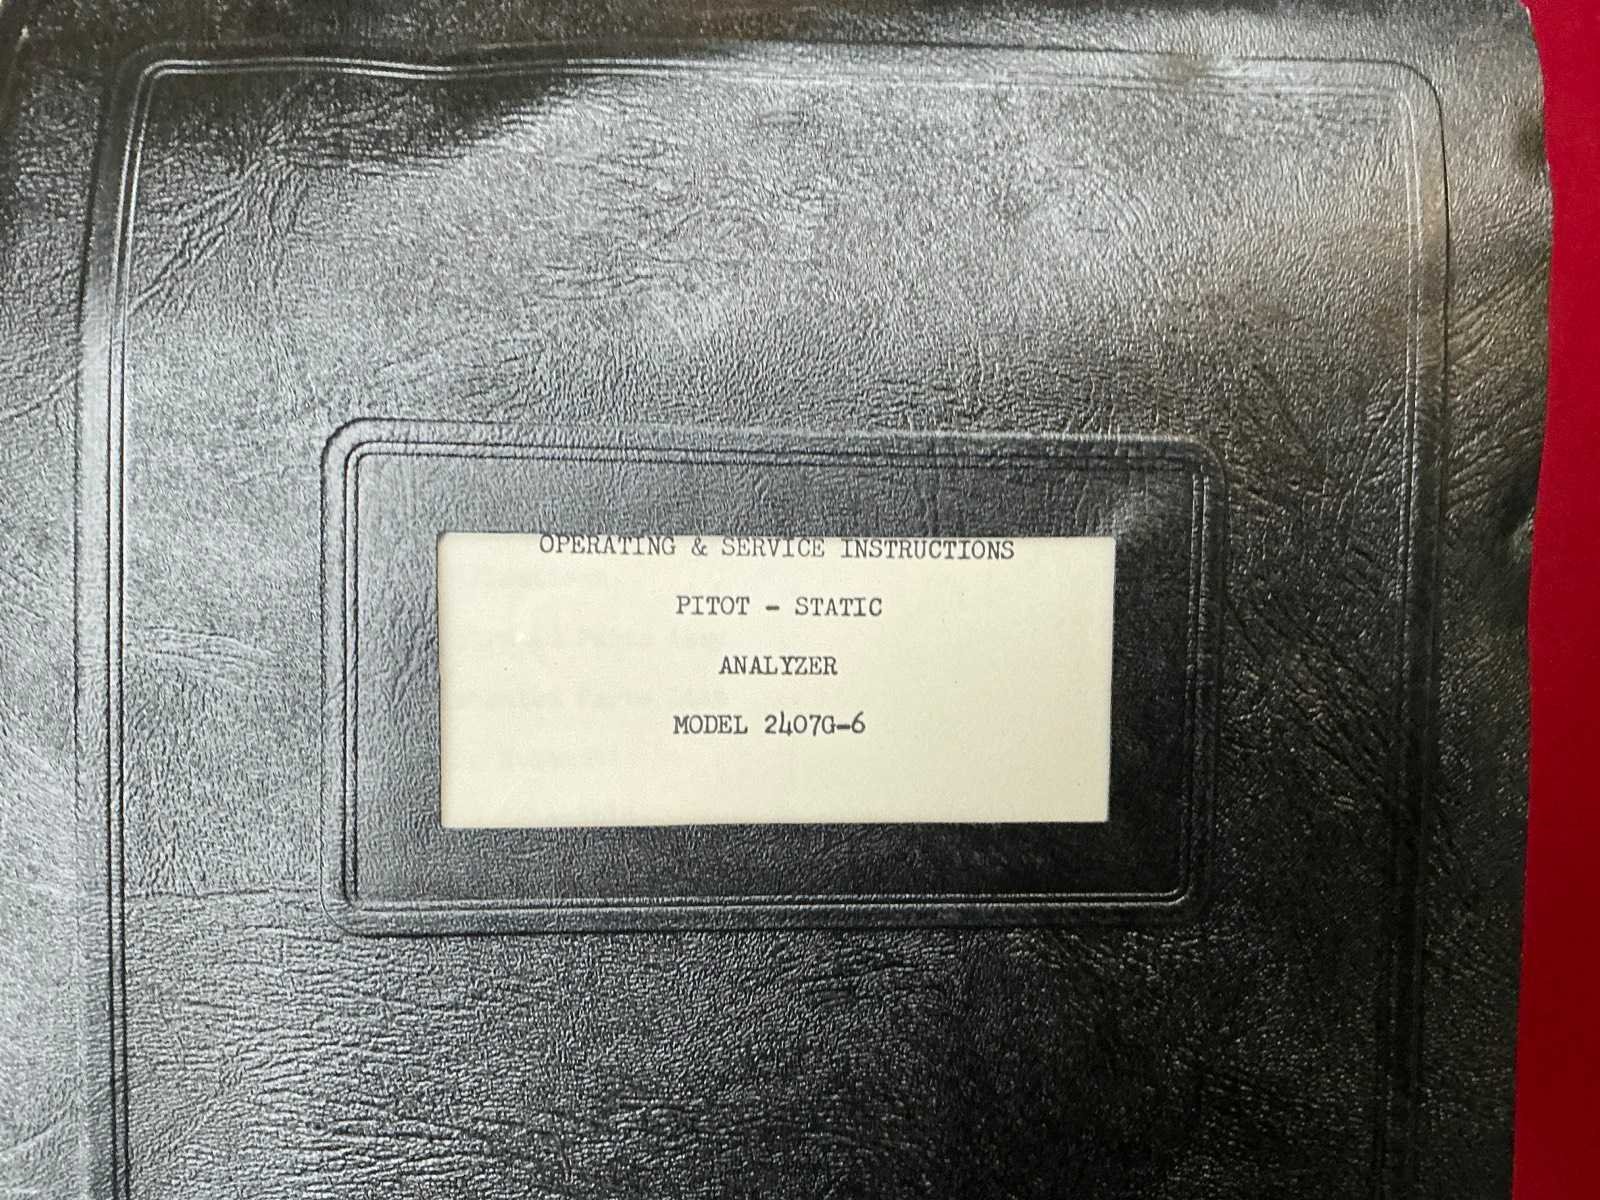 OPERATING & SERVICE INSTRUCTIONS
PITOT - STATIC
ANALYZER
MODEL 2407G-6